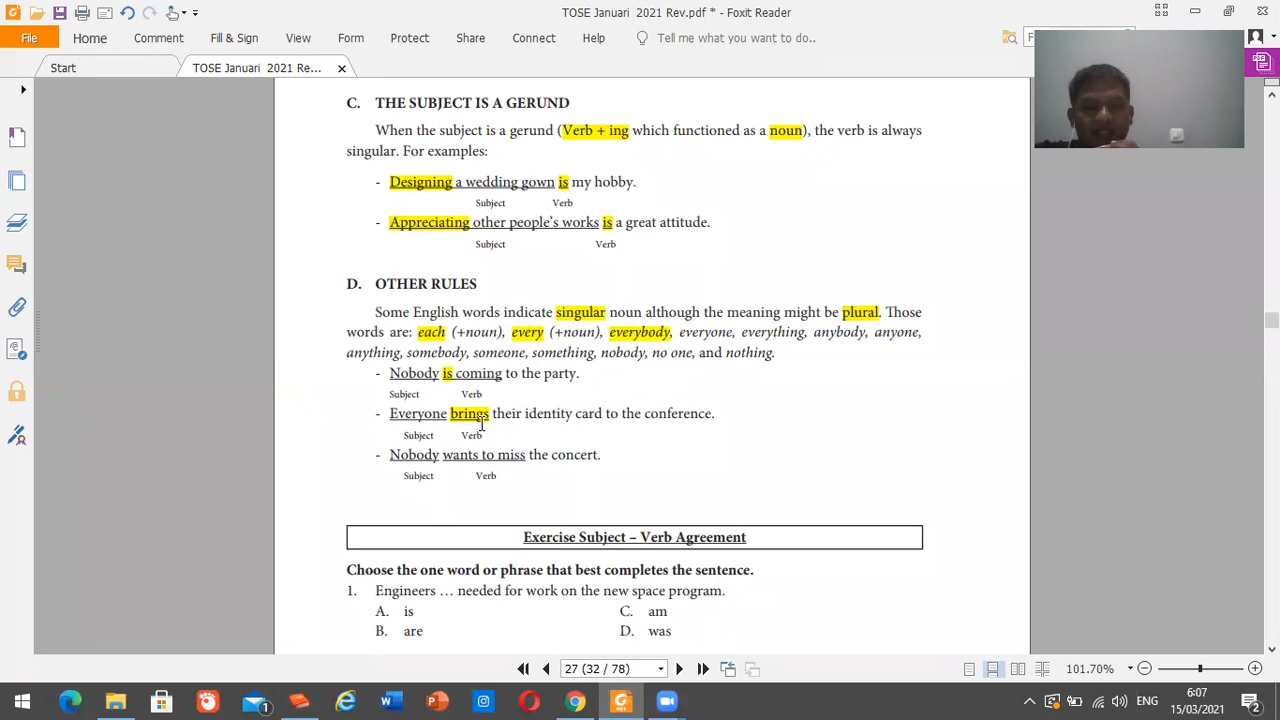 TOSE Januari 2021 Rev.pdf * - Foxit Reader
File Home Comment Fill & Sign View Form Protect Share Connect Help Tell me what you want to do.. F
Start TOSE Januari 2021 Re...
C. THE SUBJECT IS A GERUND
When the subject is a gerund (Verb + ing which functioned as a noun), the verb is always
singular. For examples:
- Designing a wedding gown is my hobby.
Subject Verb
- Appreciating other people's works is a great attitude.
Subject Verb
D. OTHER RULES
Some English words indicate singular noun although the meaning might be plural. Those
words are: each (+noun), every (+noun), everybody, everyone, everything, anybody, anyone,
anything, somebody, someone, something, nobody, no one, and nothing.
- Nobody is coming to the party.
Subject Verb
- Everyone brings their identity card to the conference.
Subject Verb
- Nobody wants to miss the concert.
Subject Verb
Exercise Subject – Verb Agreement
Choose the one word or phrase that best completes the sentence.
1. Engineers … needed for work on the new space program.
A. is C. am
B. are D. was
27 (32 / 78) 101.70%
ENG 6:07
15/03/2021